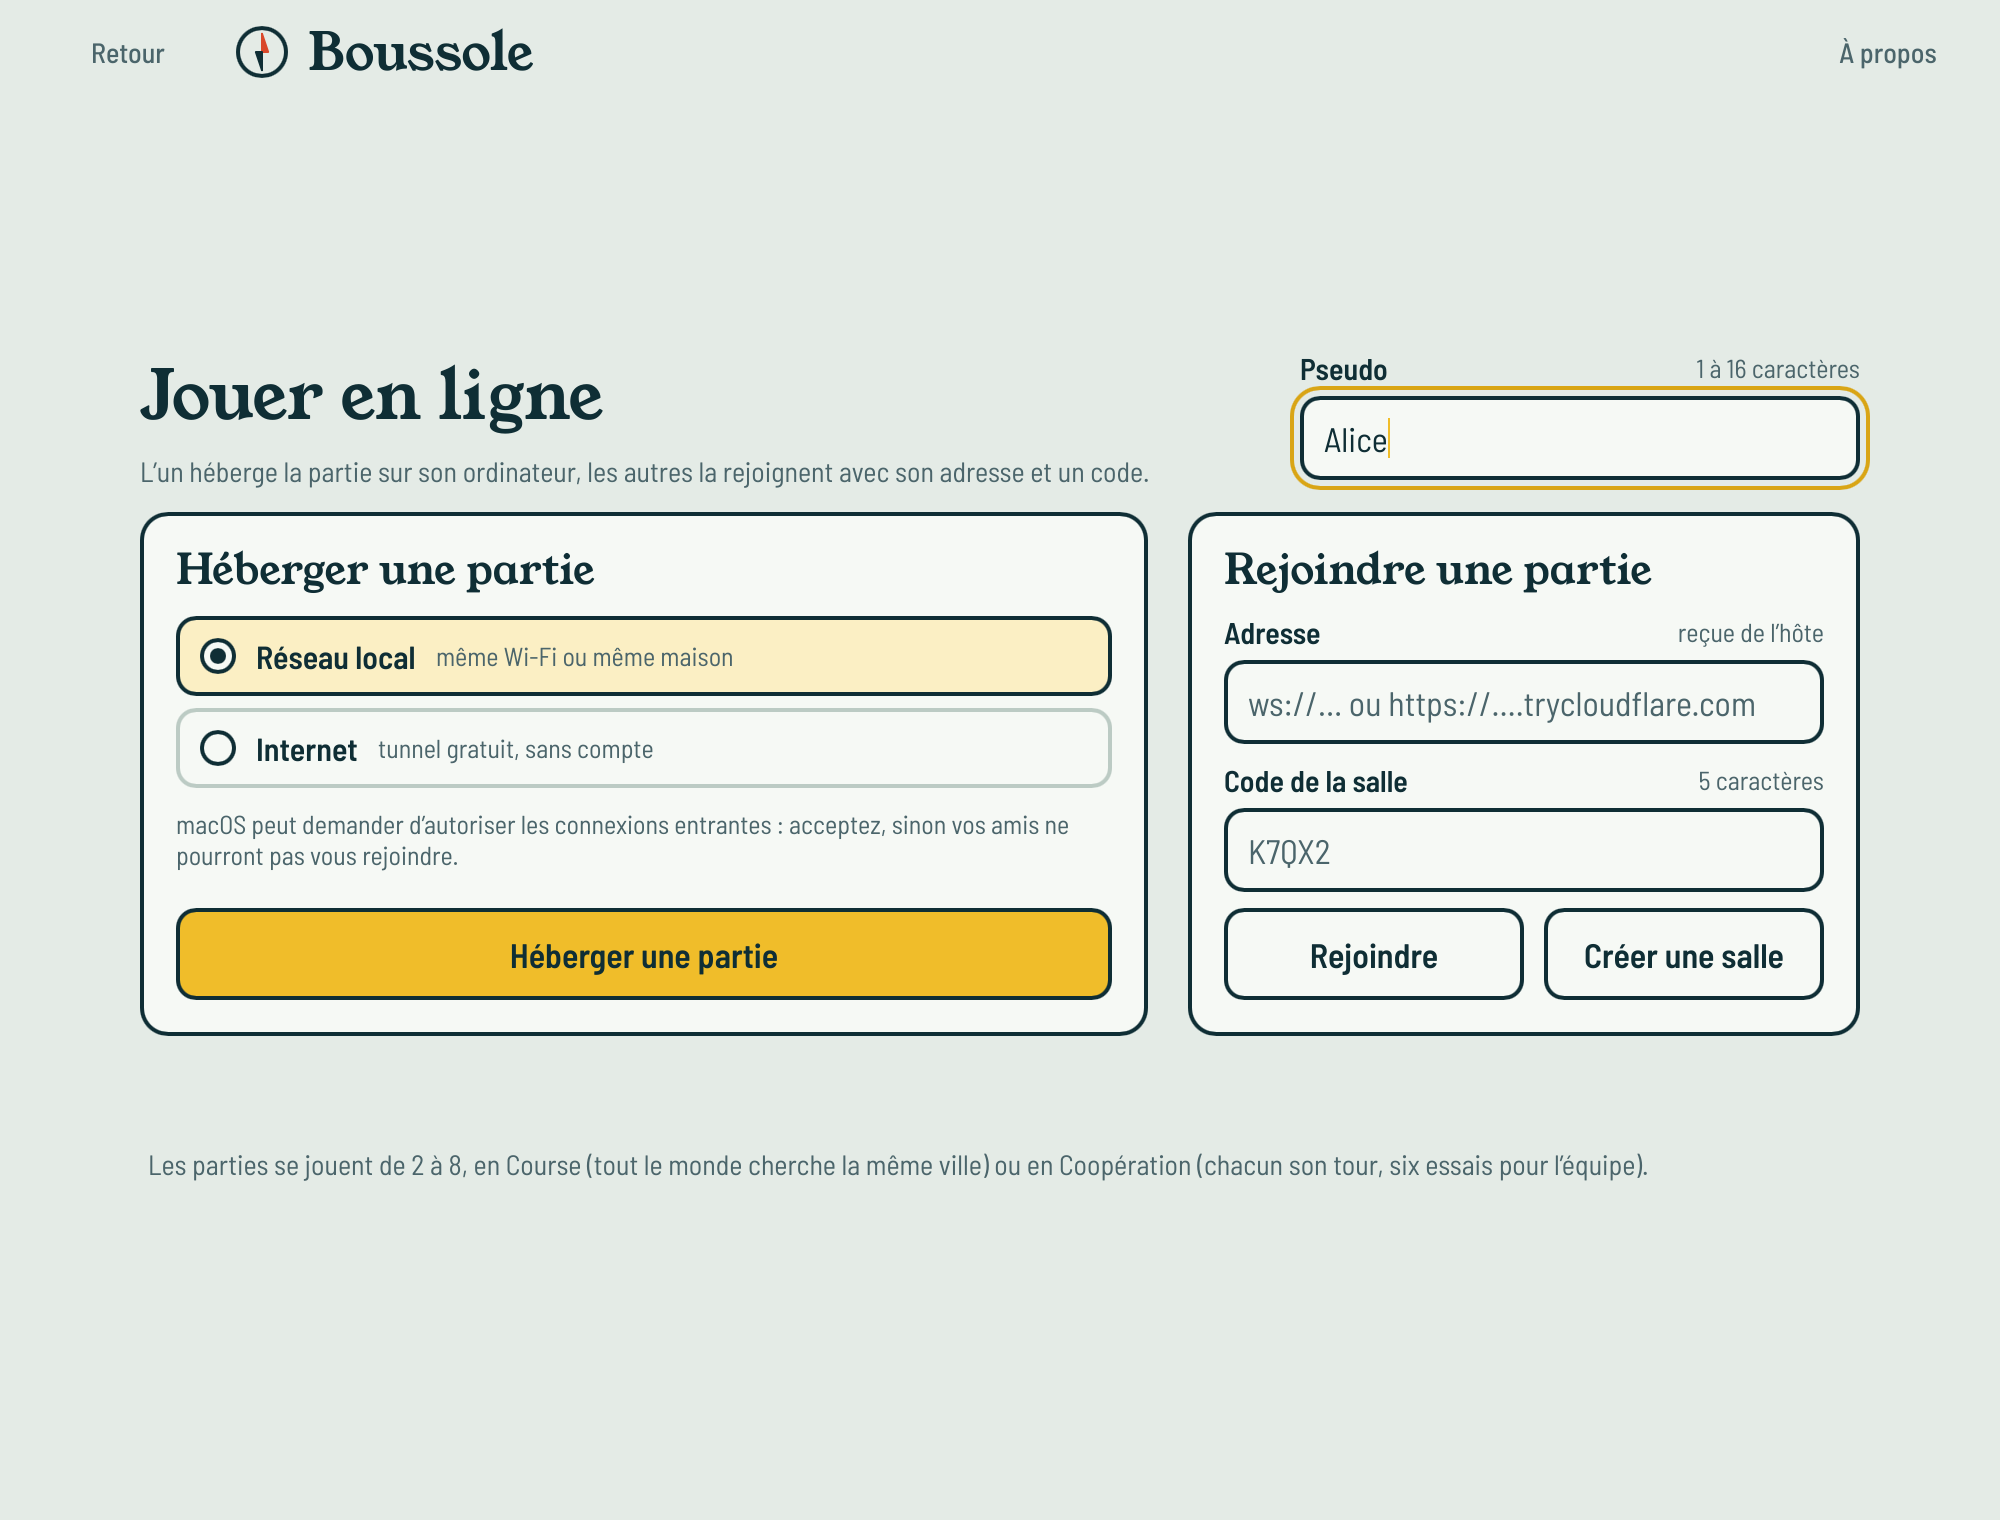 Retour
Boussole
À propos
Jouer en ligne
L’un héberge la partie sur son ordinateur, les autres la rejoignent avec son adresse et un code.
Pseudo
1 à 16 caractères
Alice
Héberger une partie
Réseau local même Wi-Fi ou même maison
Internet tunnel gratuit, sans compte
macOS peut demander d’autoriser les connexions entrantes : acceptez, sinon vos amis ne
pourront pas vous rejoindre.
Héberger une partie
Rejoindre une partie
Adresse
reçue de l’hôte
ws://… ou https://….trycloudflare.com
Code de la salle
5 caractères
K7QX2
Rejoindre
Créer une salle
Les parties se jouent de 2 à 8, en Course (tout le monde cherche la même ville) ou en Coopération (chacun son tour, six essais pour l’équipe).